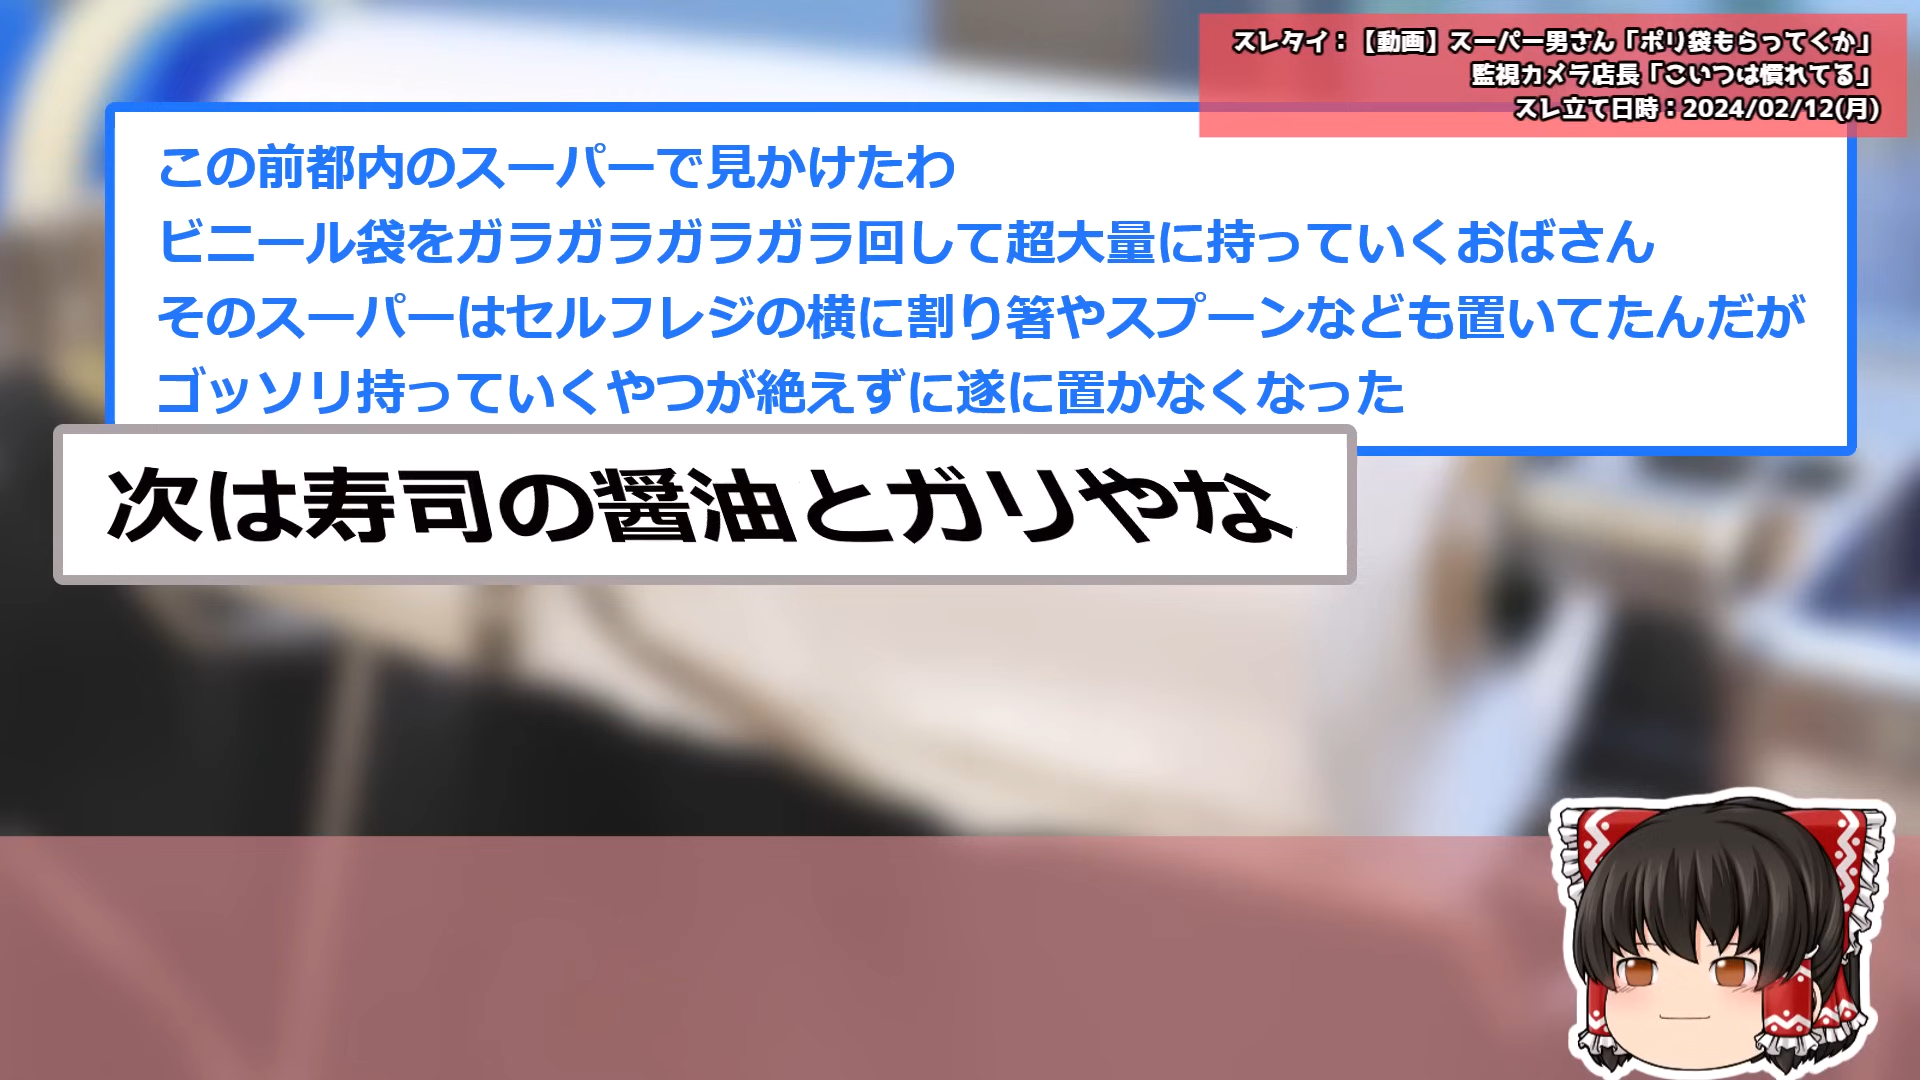 スレタイ：【動画】スーパー男さん「ポリ袋もらってくか」
監視カメラ店長「こいつは慣れてる」
スレ立て日時：2024/02/12(月)
この前都内のスーパーで見かけたわ
ビニール袋をガラガラガラガラ回して超大量に持っていくおばさん
そのスーパーはセルフレジの横に割り箸やスプーンなども置いてたんだが
ゴッソリ持っていくやつが絶えずに遂に置かなくなった
次は寿司の醤油とガリやな